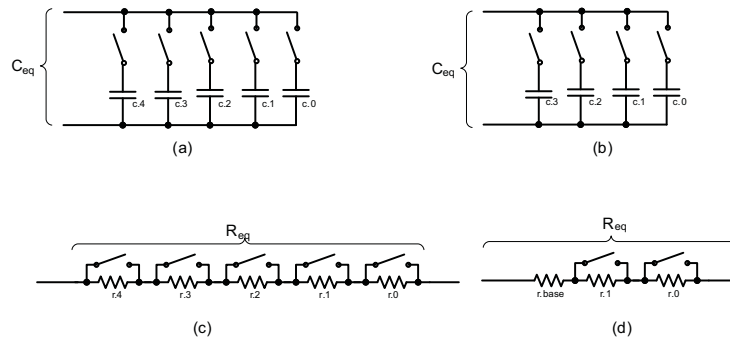 Ceq
c.4
c.3
c.2
c.1
c.0
(a)
Ceq
c.3
c.2
c.1
c.0
(b)
Req
r.4
r.3
r.2
r.1
r.0
(c)
Req
r.base
r.1
r.0
(d)